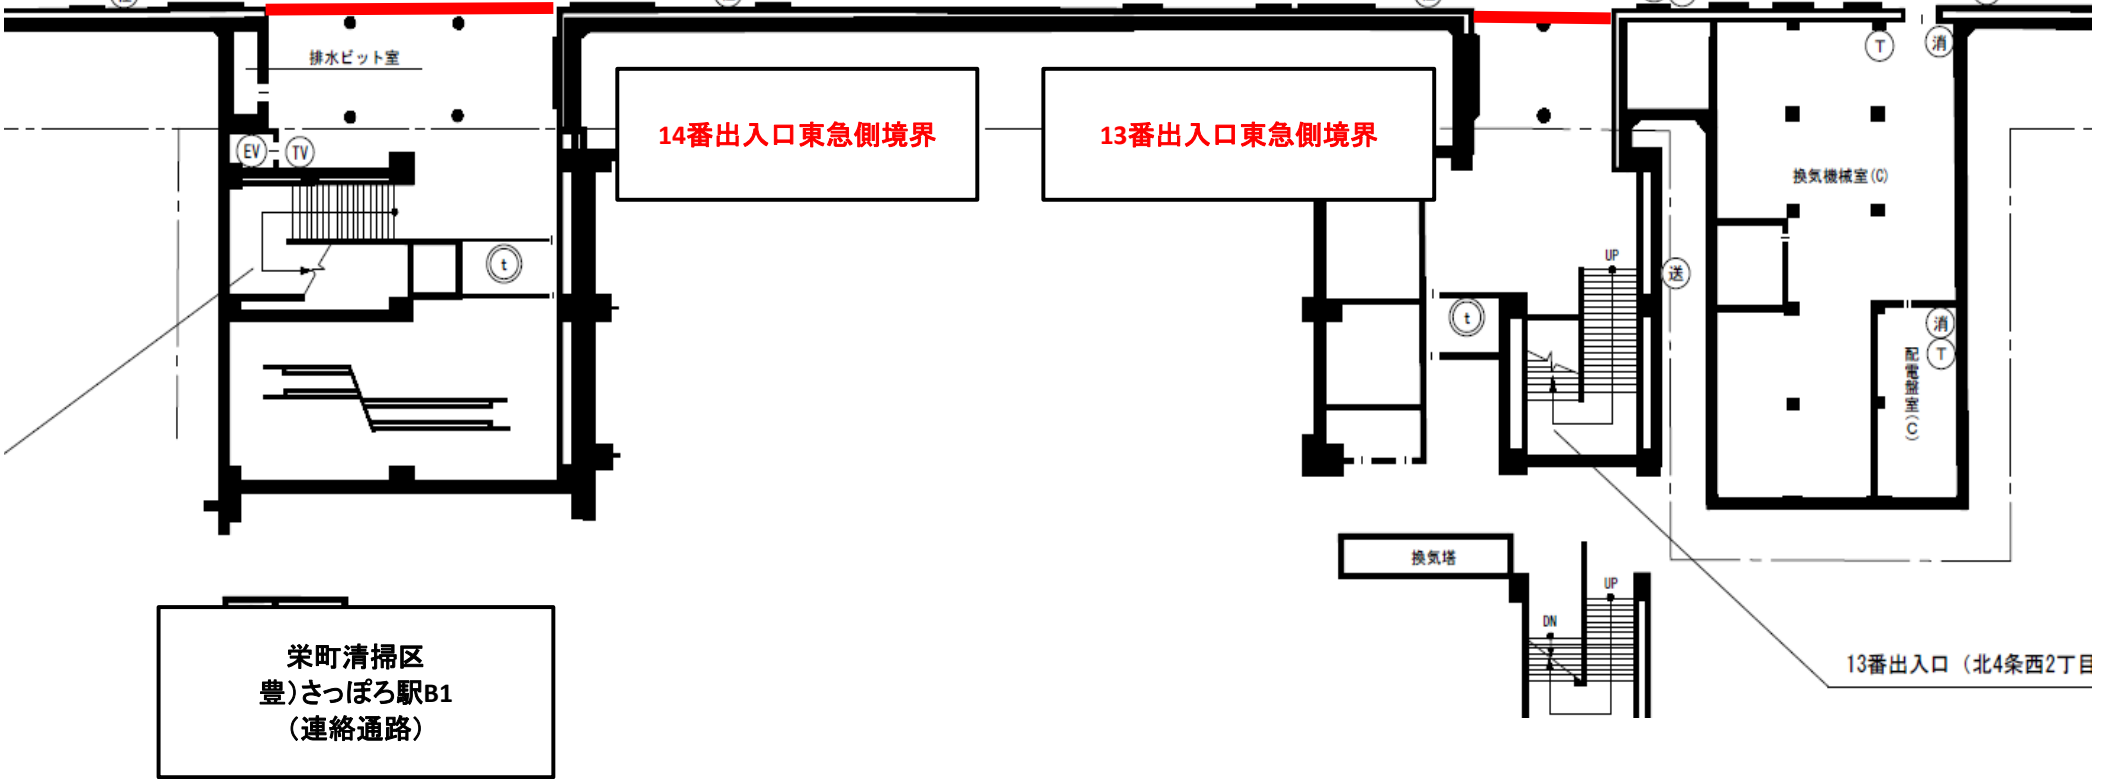 排水ピット室
T
消
14番出入口東急側境界
13番出入口東急側境界
EV
TV
換気機械室(C)
t
UP
送
t
消
T
配電盤室(C)
換気塔
UP
DN
栄町清掃区
豊)さっぽろ駅B1
(連絡通路)
13番出入口(北4条西2丁目